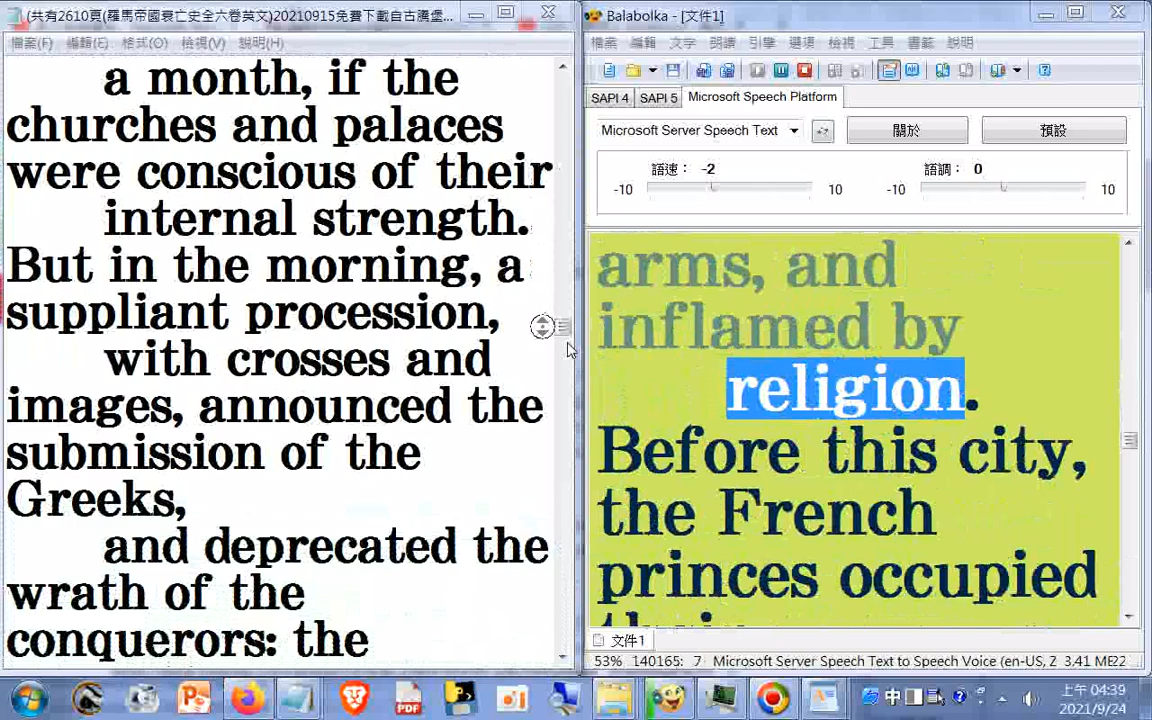 (共有2610頁(羅馬帝國衰亡史全六卷英文)20210915免費下載自古騰堡...
檔案(F) 編輯(E) 格式(O) 檢視(V) 說明(H)
a month, if the
churches and palaces
were conscious of their
internal strength.
But in the morning, a
suppliant procession,
with crosses and
images, announced the
submission of the
Greeks,
and deprecated the
wrath of the
conquerors: the
Balabolka - [文件1]
檔案 編輯 文字 朗讀 引擎 選項 檢視 工具 書籤 說明
SAPI 4 SAPI 5 Microsoft Speech Platform
Microsoft Server Speech Text 關於 預設
語速： -2 語調： 0
-10 10 -10 10
arms, and
inflamed by
religion.
Before this city,
the French
princes occupied
文件1
53% 140165: 7 Microsoft Server Speech Text to Speech Voice (en-US, Z 3,41 ME22
中 上午 04:39
2021/9/24